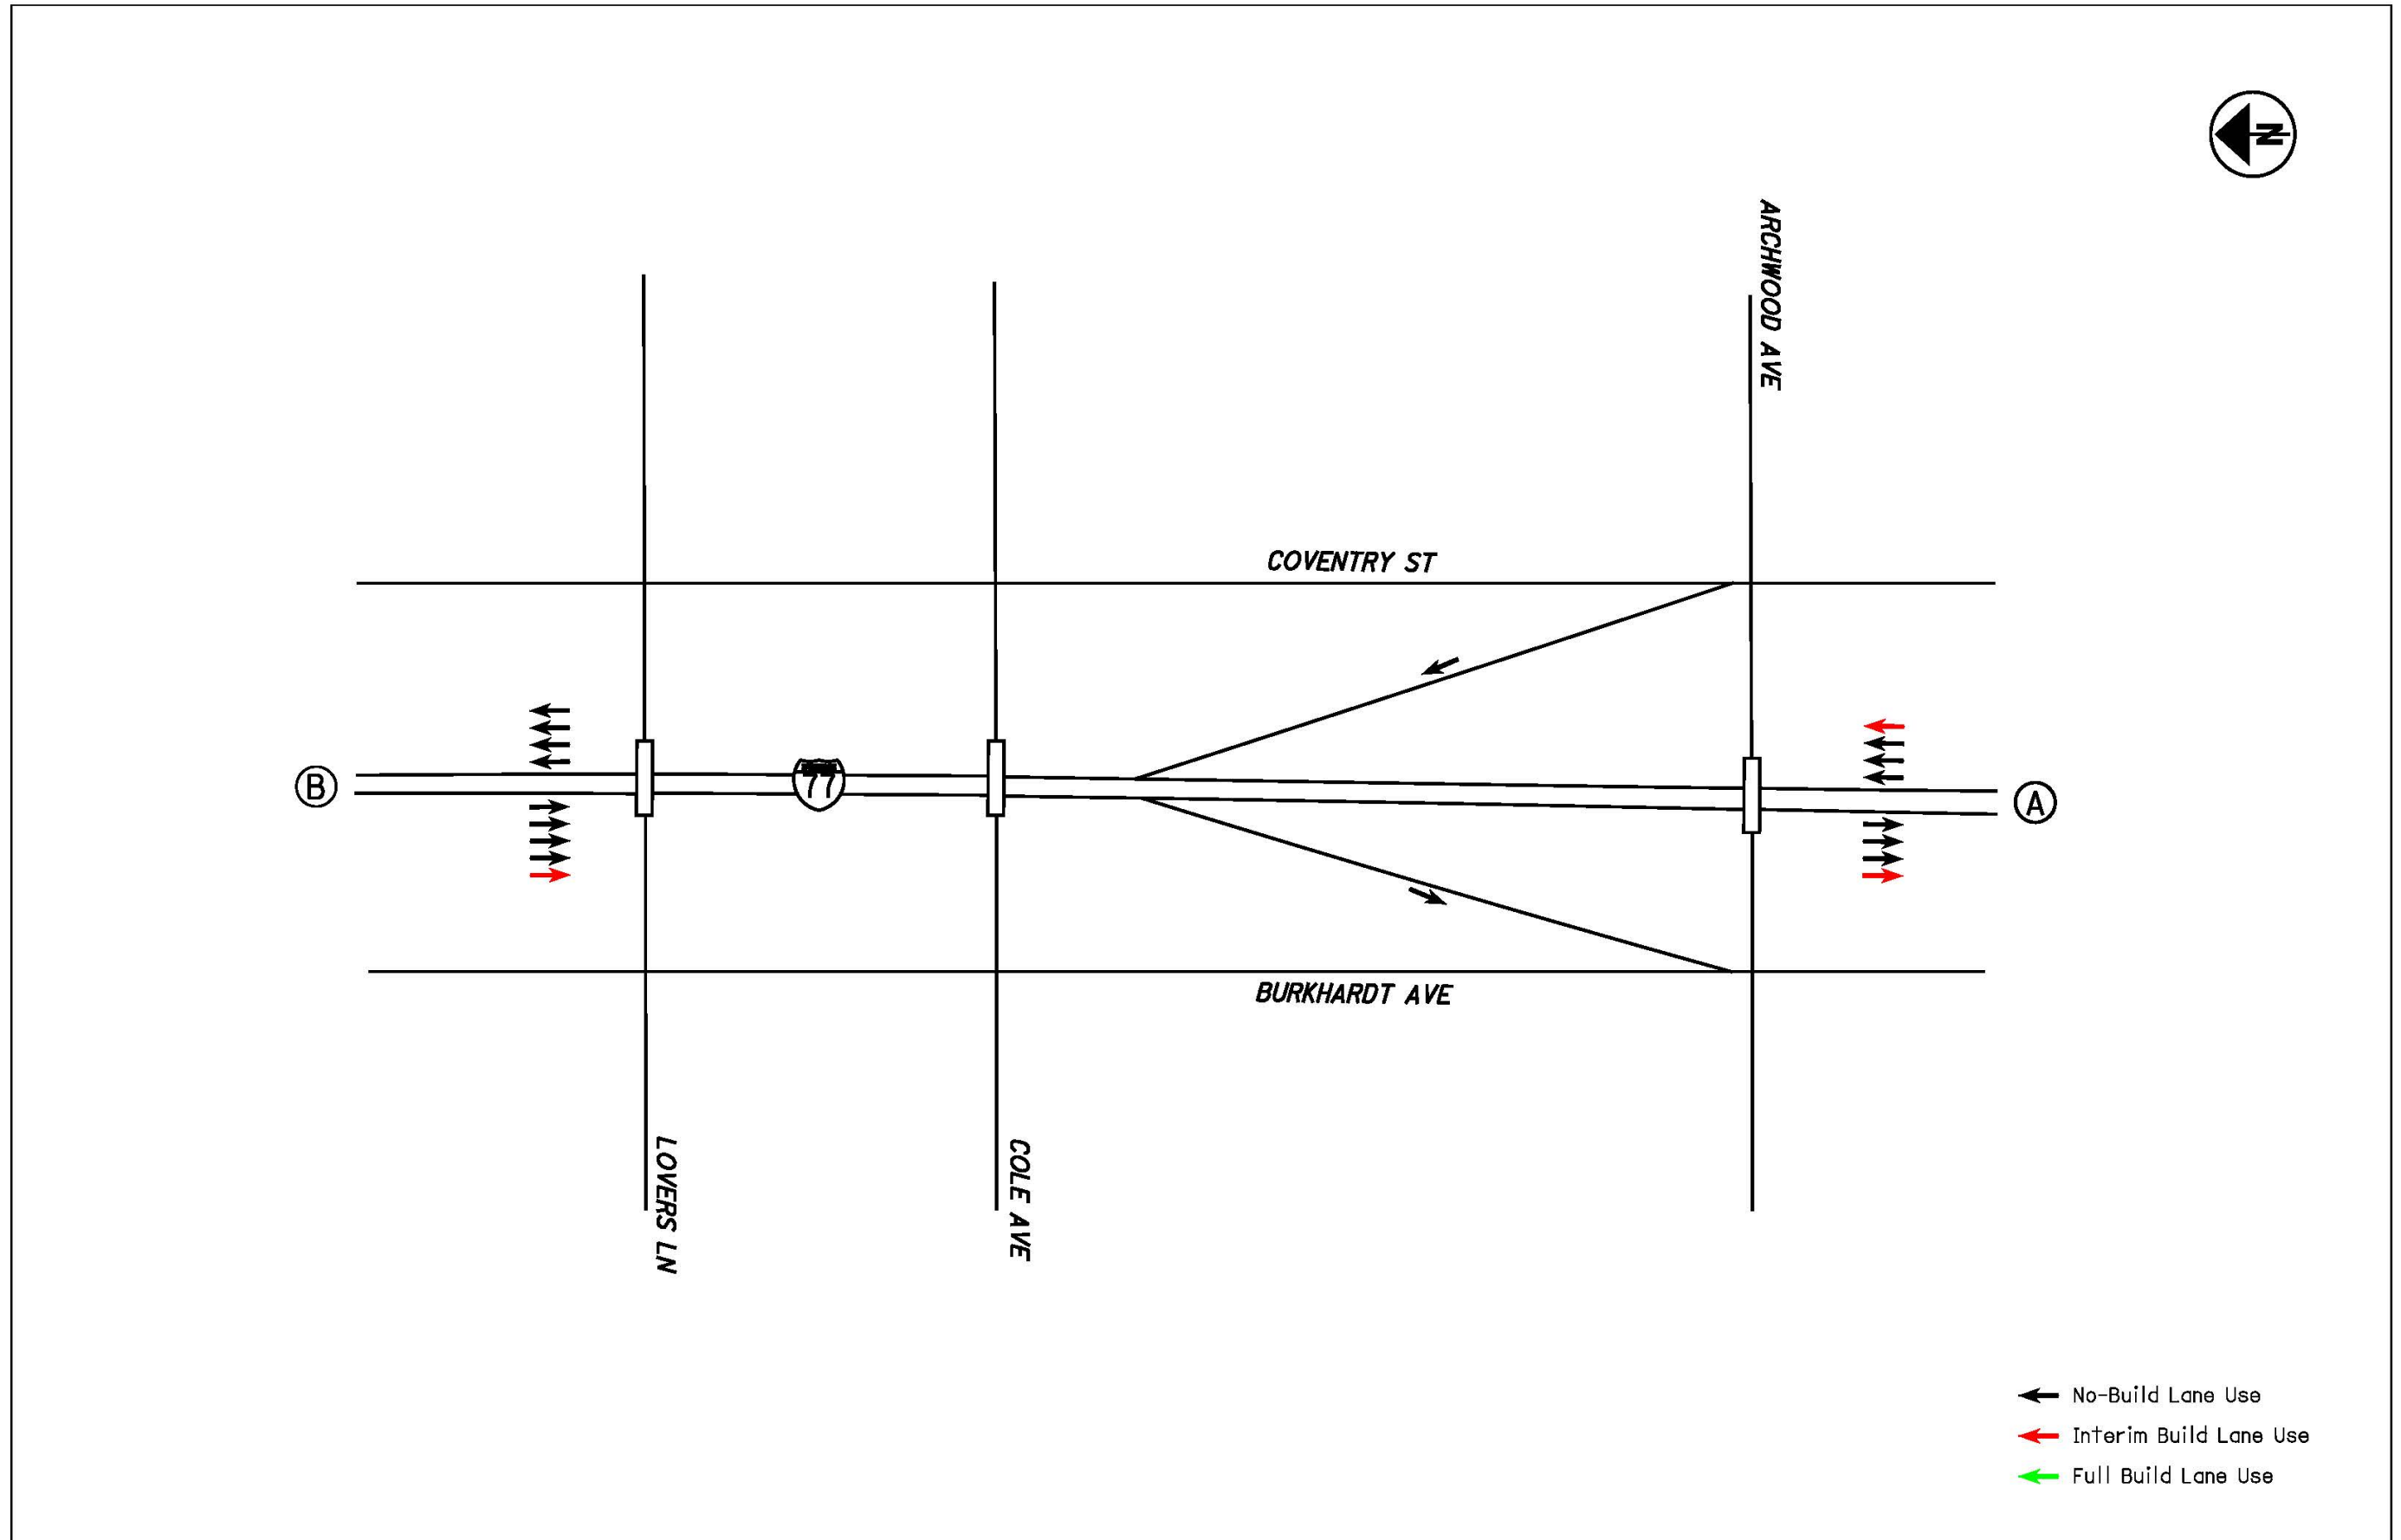 N
ARCHWOOD AVE
COVENTRY ST
B
77
A
BURKHARDT AVE
LOVERS LN
COLE AVE
No-Build Lane Use
Interim Build Lane Use
Full Build Lane Use